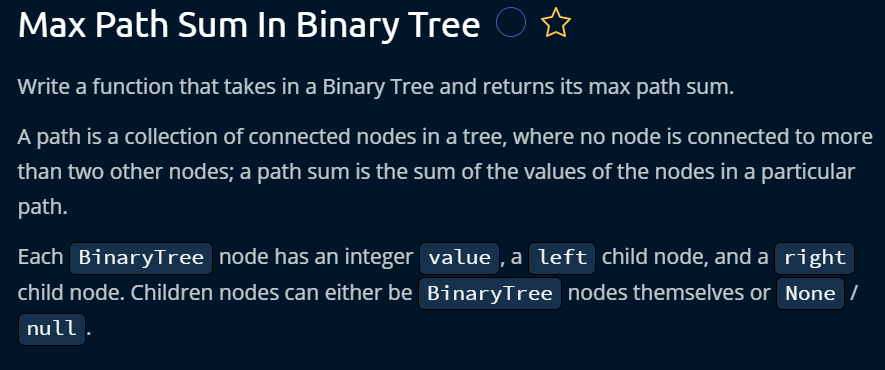 Max Path Sum In Binary Tree
Write a function that takes in a Binary Tree and returns its max path sum.
A path is a collection of connected nodes in a tree, where no node is connected to more
than two other nodes; a path sum is the sum of the values of the nodes in a particular
path.
Each BinaryTree node has an integer value, a left child node, and a right
child node. Children nodes can either be BinaryTree nodes themselves or None /
null.